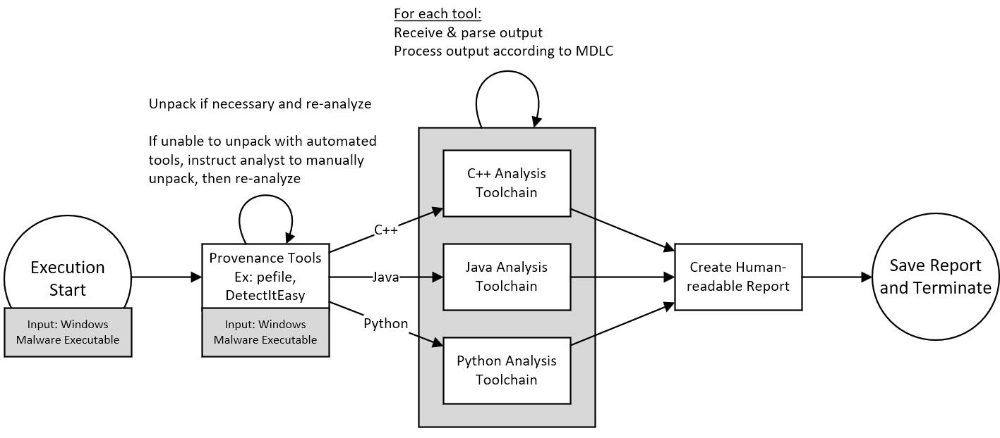 For each tool:
Receive & parse output
Process output according to MDLC
Unpack if necessary and re-analyze
If unable to unpack with automated
tools, instruct analyst to manually
unpack, then re-analyze
Execution
Start
Input: Windows
Malware Executable
Provenance Tools
Ex: pefile,
DetectItEasy
Input: Windows
Malware Executable
C++
Java
Python
C++ Analysis
Toolchain
Java Analysis
Toolchain
Python Analysis
Toolchain
Create Human-
readable Report
Save Report
and Terminate